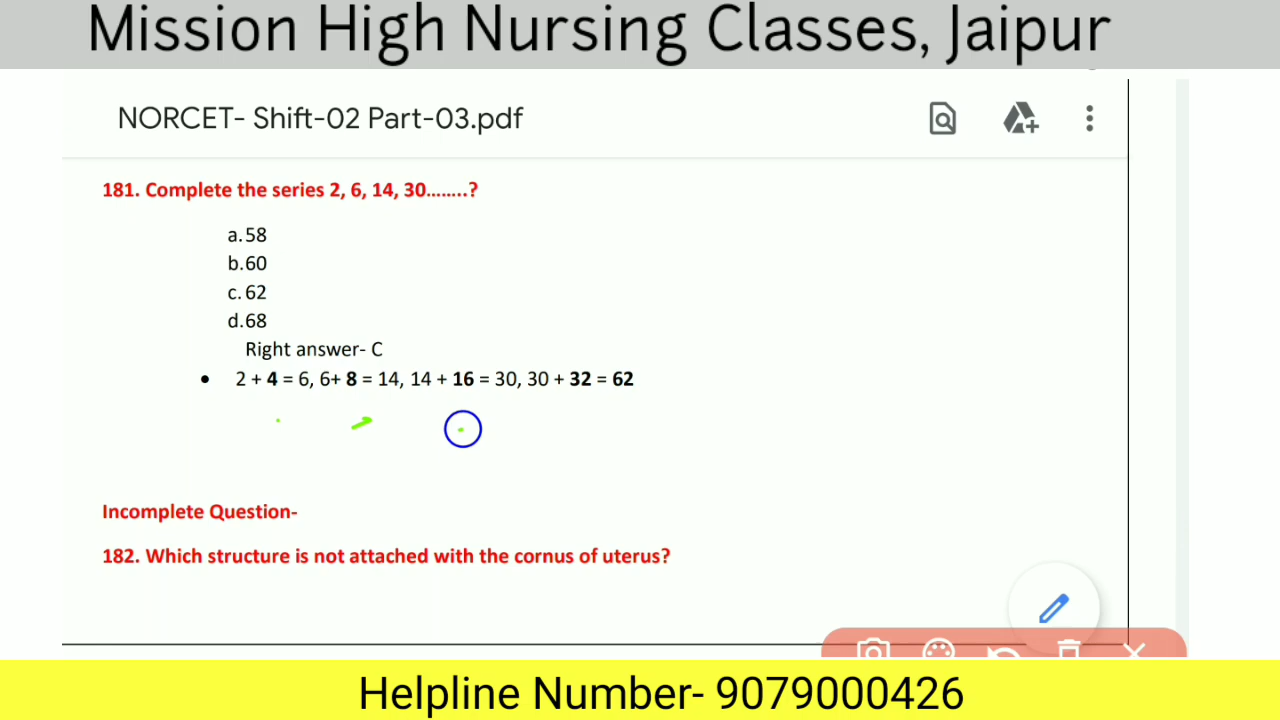 Mission High Nursing Classes, Jaipur
NORCET- Shift-02 Part-03.pdf
181. Complete the series 2, 6, 14, 30........?
a. 58
b. 60
c. 62
d. 68
Right answer- C
• 2 + 4 = 6, 6+ 8 = 14, 14 + 16 = 30, 30 + 32 = 62
Incomplete Question-
182. Which structure is not attached with the cornus of uterus?
Helpline Number- 9079000426